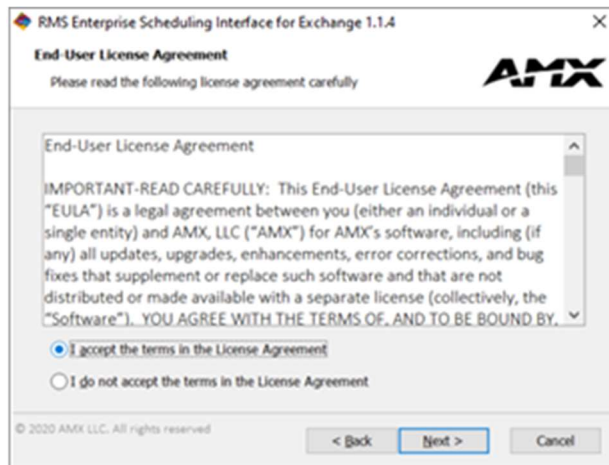 RMS Enterprise Scheduling Interface for Exchange 1.1.4
End-User License Agreement
Please read the following license agreement carefully
AMX
End-User License Agreement
IMPORTANT-READ CAREFULLY: This End-User License Agreement (this
"EULA") is a legal agreement between you (either an individual or a
single entity) and AMX, LLC ("AMX") for AMX's software, including (if
any) all updates, upgrades, enhancements, error corrections, and bug
fixes that supplement or replace such software and that are not
distributed or made available with a separate license (collectively, the
"Software"). YOU AGREE WITH THE TERMS OF, AND TO BE BOUND BY,
I accept the terms in the License Agreement
I do not accept the terms in the License Agreement
© 2020 AMX LLC. All rights reserved
< Back
Next >
Cancel